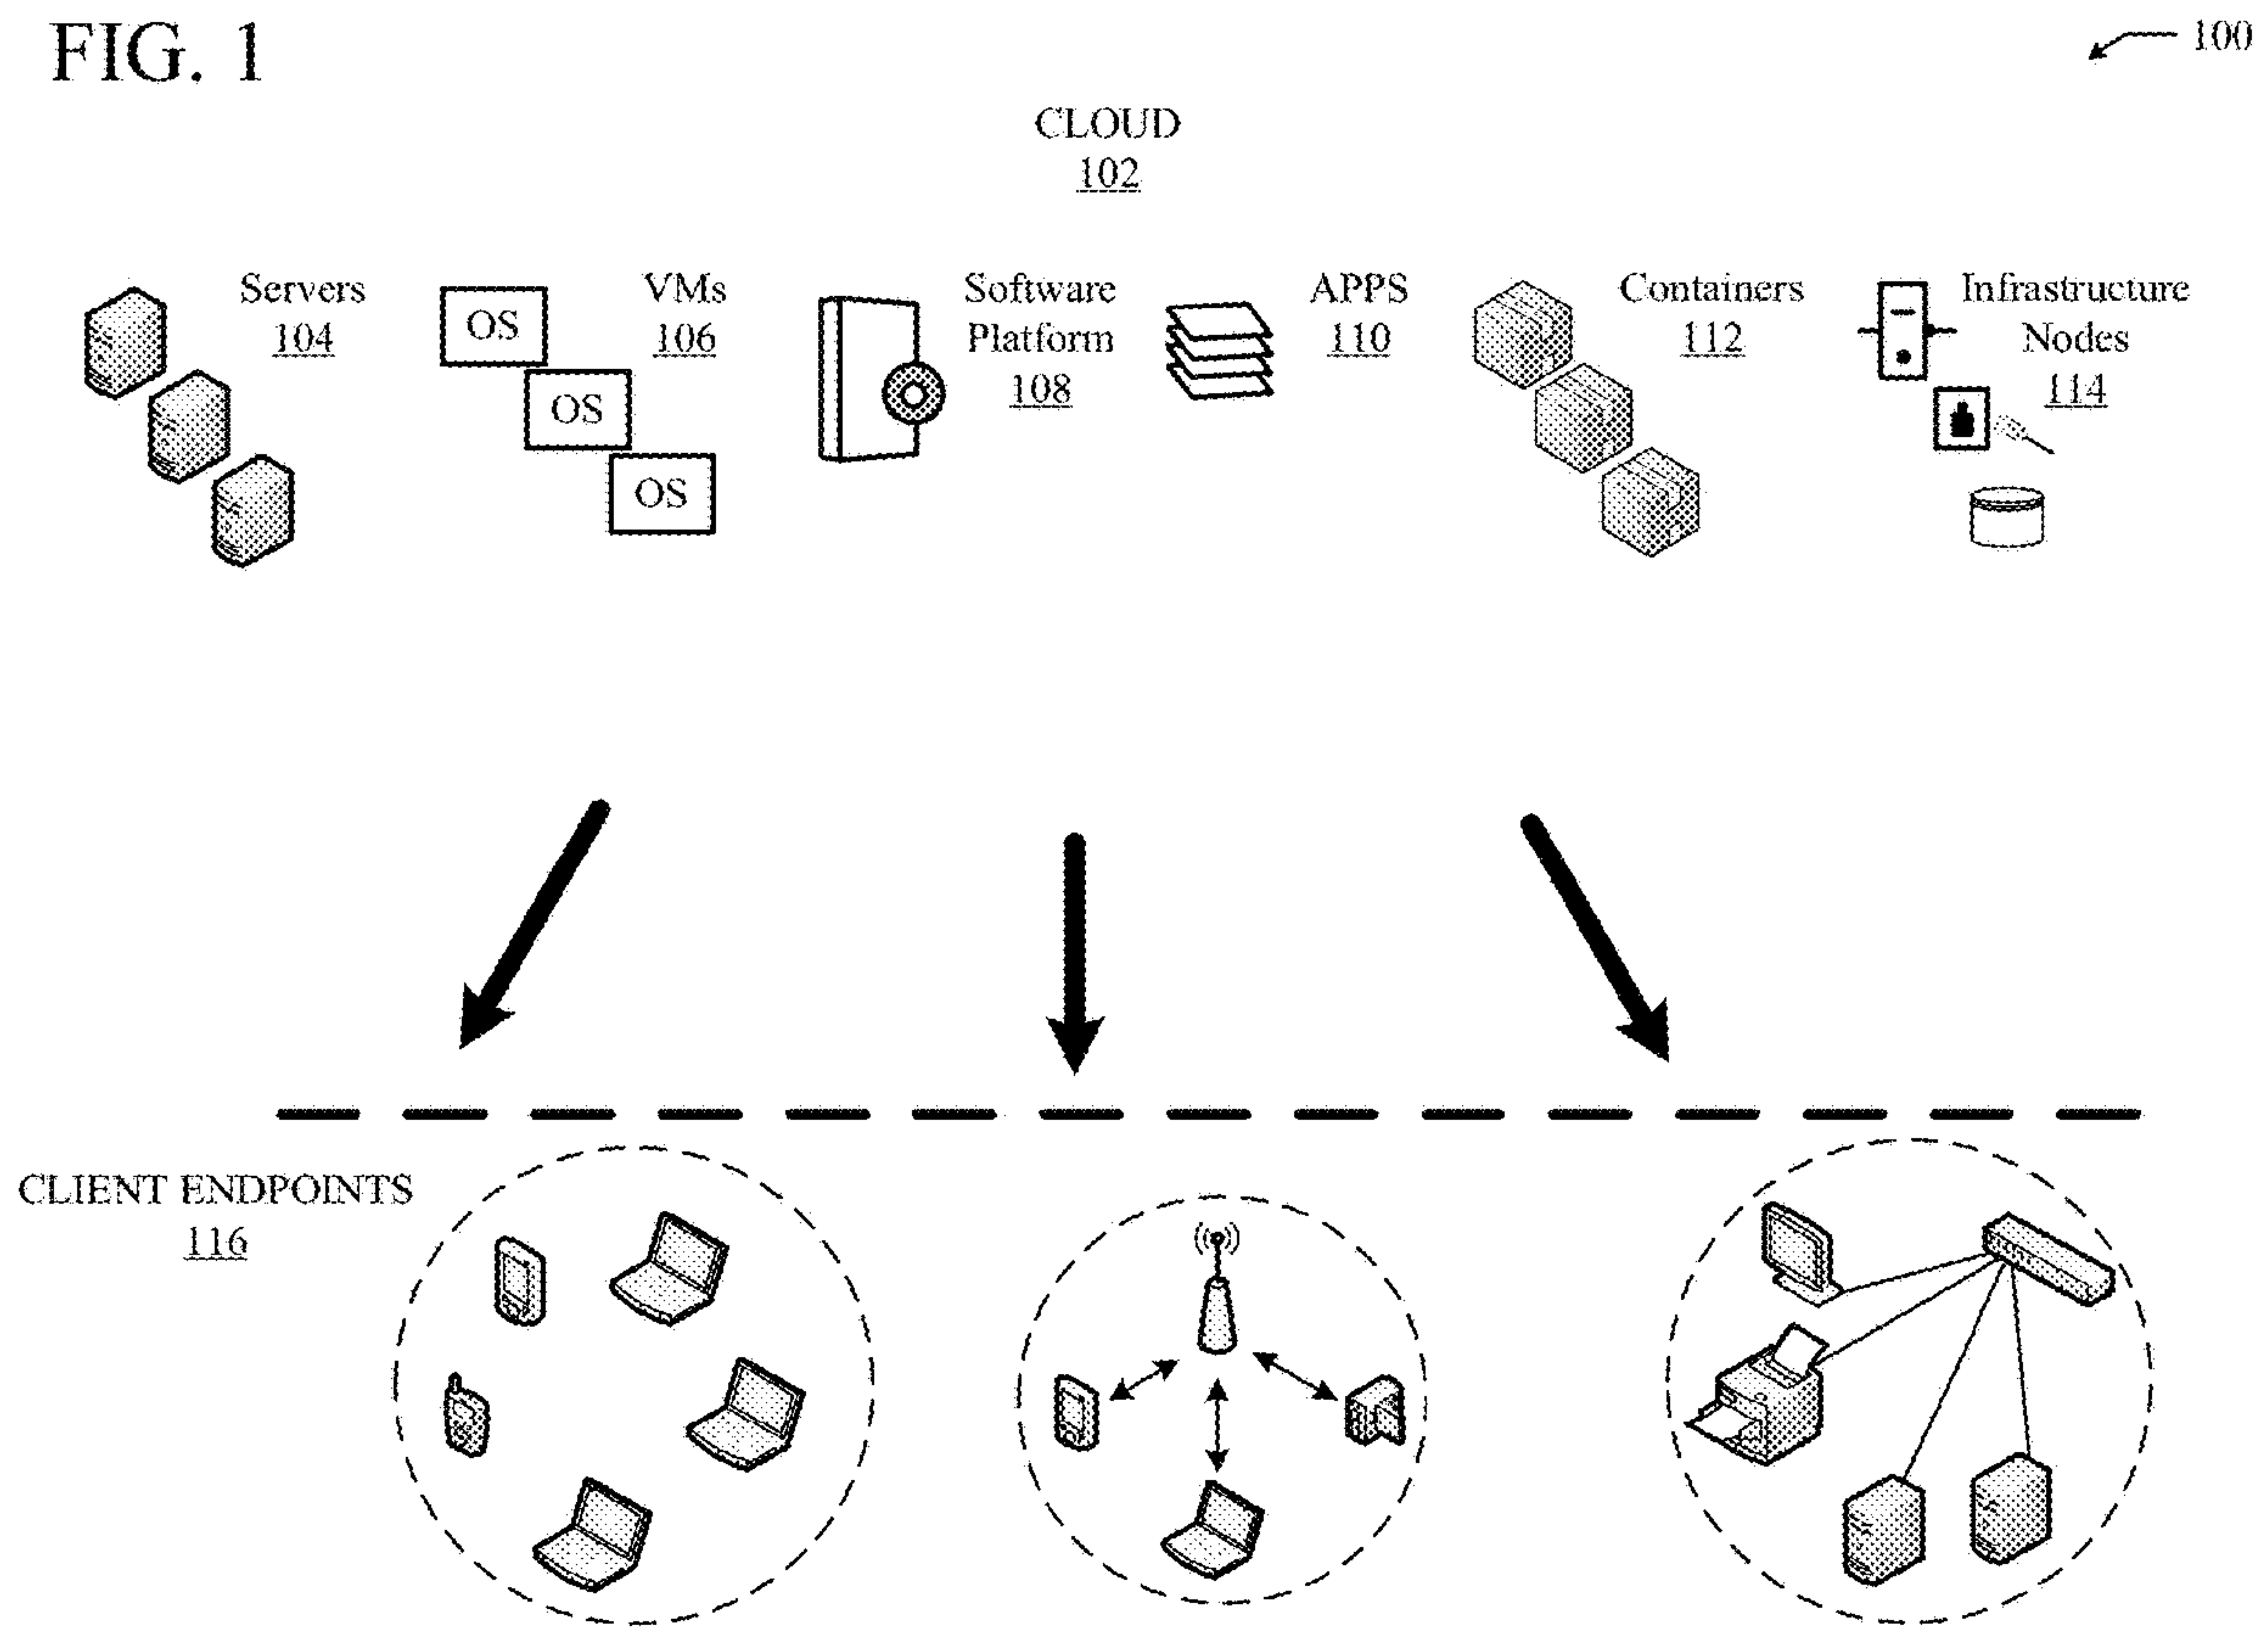 FIG. 1
100
CLOUD
102
Servers
104
OS
OS
OS
VMs
106
Software
Platform
108
APPS
110
Containers
112
Infrastructure
Nodes
114
CLIENT ENDPOINTS
116